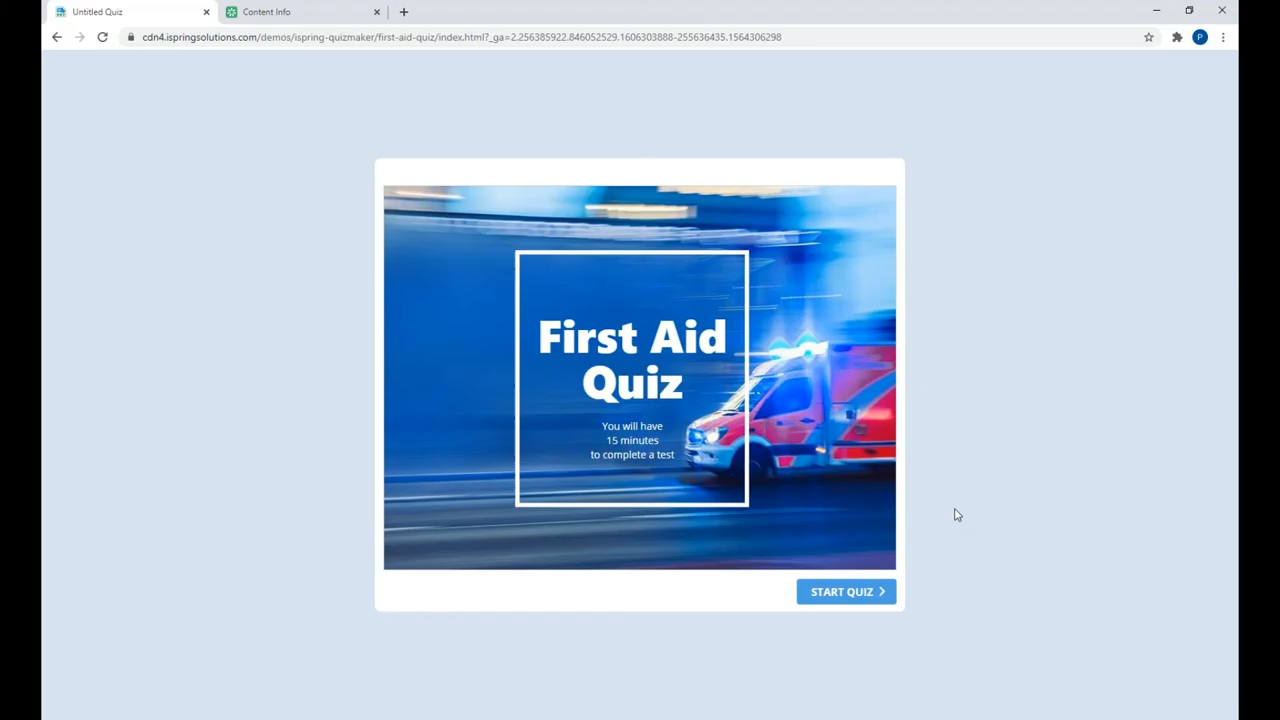 Untitled Quiz
Content Info
cdn4.ispringsolutions.com/demos/ispring-quizmaker/first-aid-quiz/index.html?_ga=2.256385922.846052529.1606303888-255636435.1564306298
P
First Aid
Quiz
You will have
15 minutes
to complete a test
START QUIZ